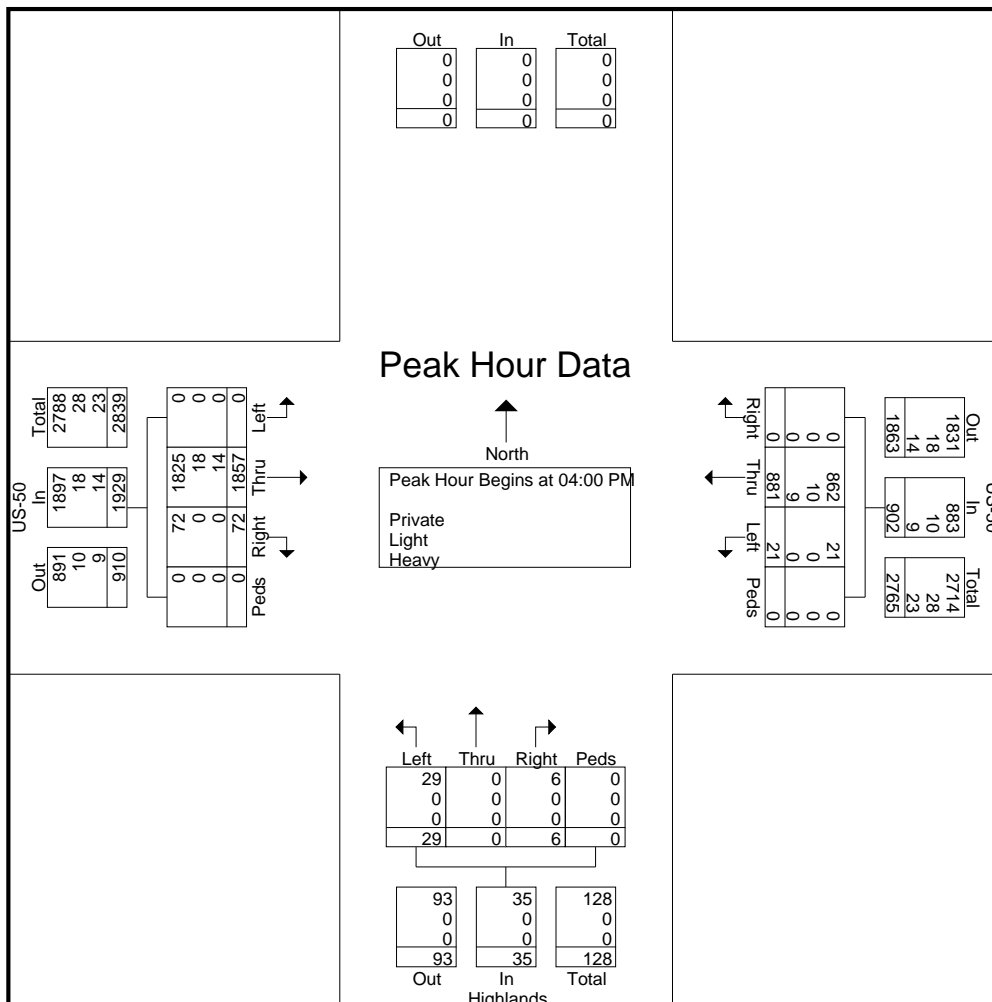 Out In Total
0 0 0
0 0 0
0 0 0
0 0 0
Peak Hour Data
North
Peak Hour Begins at 04:00 PM
Private
Light
Heavy
US-50
Total
2788
28
23
2839
In
1897
18
14
1929
Out
891
10
9
910
0
0
0
0
Left
1825
18
14
1857
Thru
72
0
0
72
Right
0
0
0
0
Peds
Right
0
0
0
0
Thru
862
10
9
881
Left
21
0
0
21
Peds
0
0
0
0
Out
1831
18
14
1863
In
883
10
9
902
Total
2714
28
23
2765
US-50
Left Thru Right Peds
29 0 6 0
0 0 0 0
0 0 0 0
29 0 6 0
93 35 128
0 0 0
0 0 0
93 35 128
Out In Total
Highlands